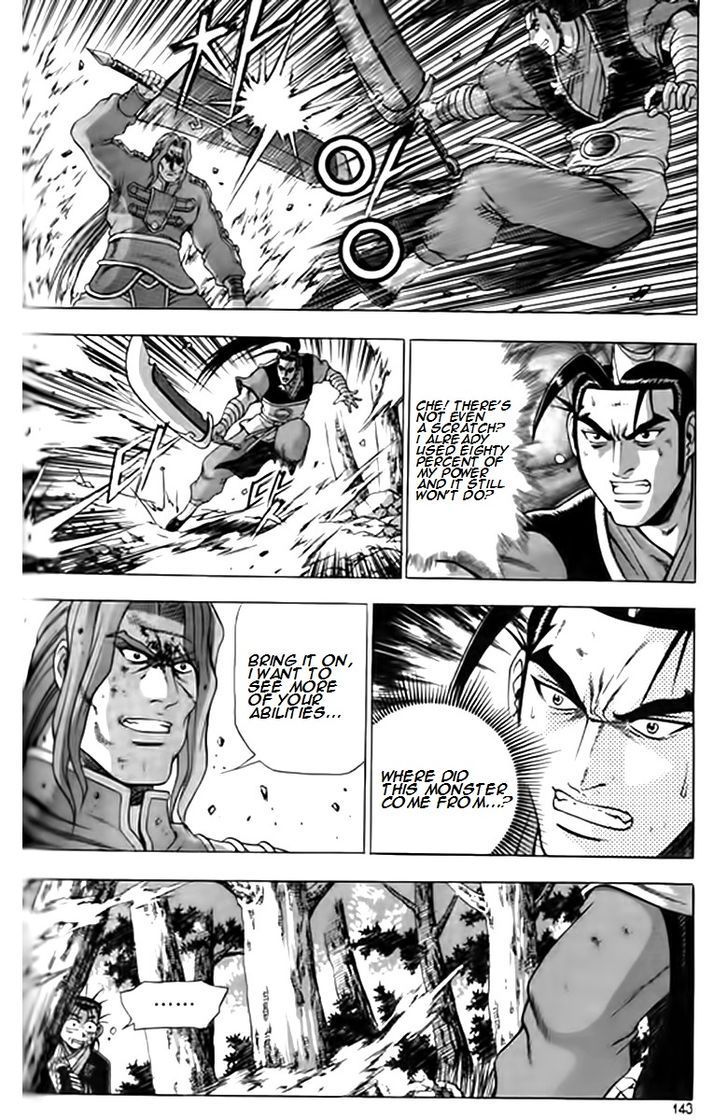 CHE! THERE'S
NOT EVEN
A SCRATCH?
I ALREADY
USED EIGHTY
PERCENT OF
MY POWER
AND IT STILL
WON'T DO?
BRING IT ON,
I WANT TO
SEE MORE
OF YOUR
ABILITIES...
WHERE DID
THIS MONSTER
COME FROM...?
......
143